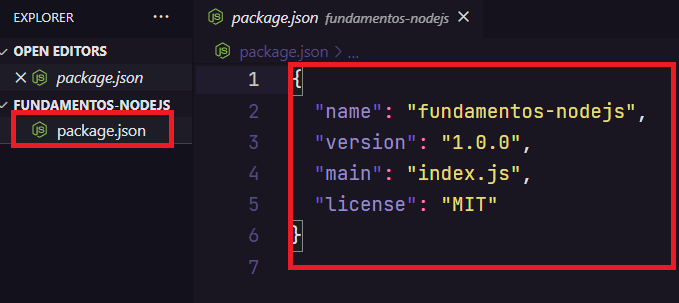 EXPLORER
OPEN EDITORS
package.json
FUNDAMENTOS-NODEJS
package.json
package.json fundamentos-nodejs
package.json > ...
1 {
2 "name": "fundamentos-nodejs",
3 "version": "1.0.0",
4 "main": "index.js",
5 "license": "MIT"
6 }
7